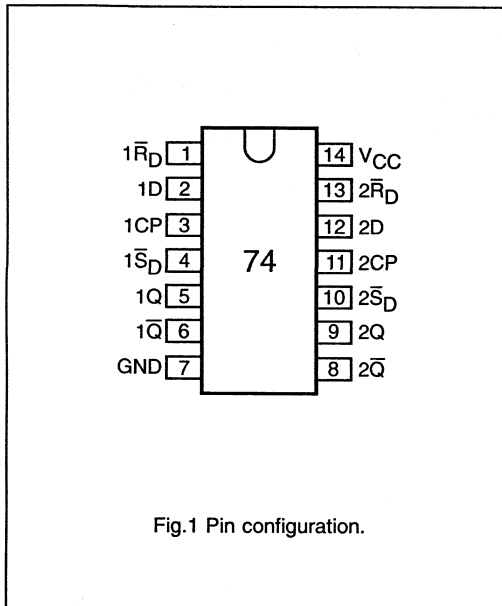 1R̅D 1 14 VCC
1D 2 13 2R̅D
1CP 3 12 2D
1S̅D 4 74 11 2CP
1Q 5 10 2S̅D
1Q̅ 6 9 2Q
GND 7 8 2Q̅
Fig.1 Pin configuration.